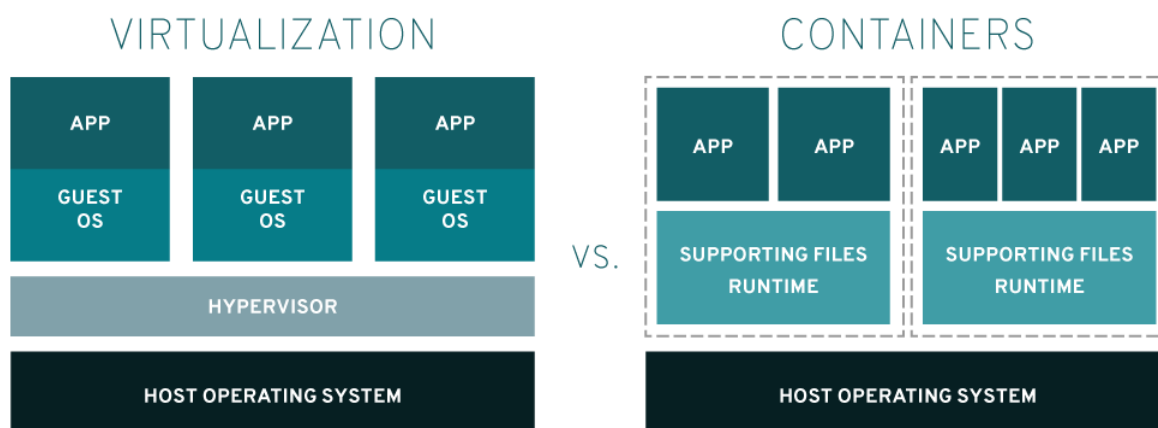 VIRTUALIZATION
APP
GUEST
OS
APP
GUEST
OS
APP
GUEST
OS
HYPERVISOR
HOST OPERATING SYSTEM
VS.
CONTAINERS
APP
APP
SUPPORTING FILES
RUNTIME
APP
APP
APP
SUPPORTING FILES
RUNTIME
HOST OPERATING SYSTEM